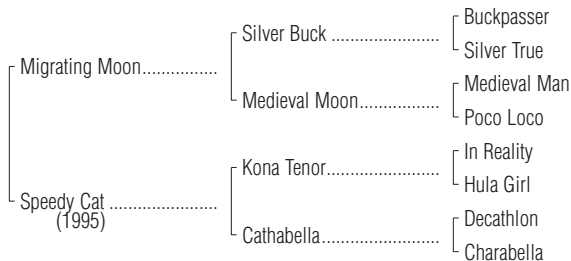 Buckpasser
Silver Buck ....................
Silver True
Migrating Moon..............
Medieval Man
Medieval Moon...............
Poco Loco
In Reality
Kona Tenor.....................
Hula Girl
Speedy Cat ....................
(1995)
Decathlon
Cathabella......................
Charabella